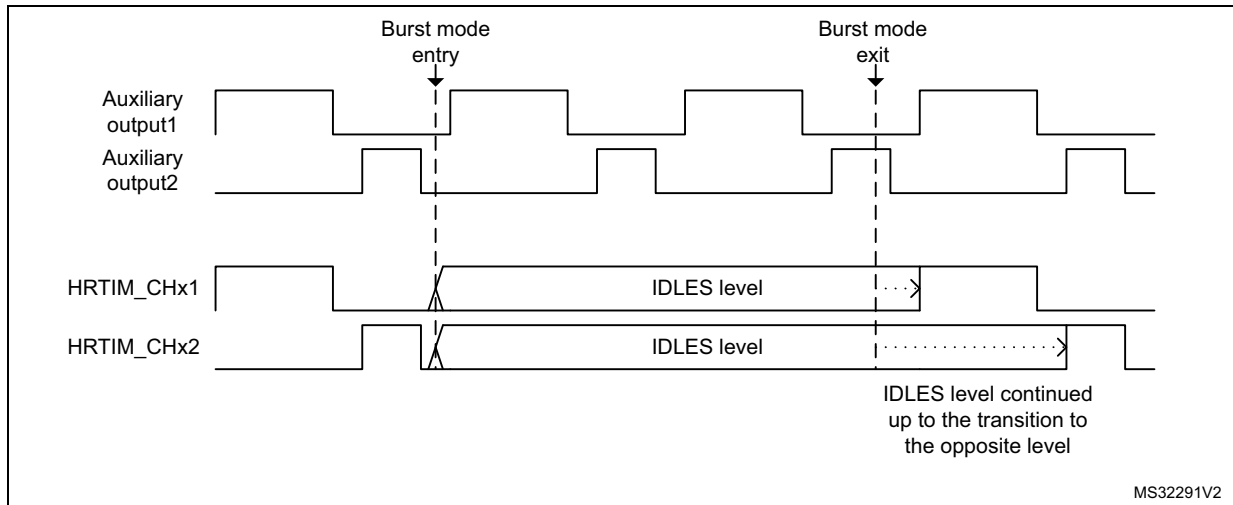 Burst mode
entry
Burst mode
exit
Auxiliary
output1
Auxiliary
output2
HRTIM_CHx1
IDLES level
HRTIM_CHx2
IDLES level
IDLES level continued
up to the transition to
the opposite level
MS32291V2